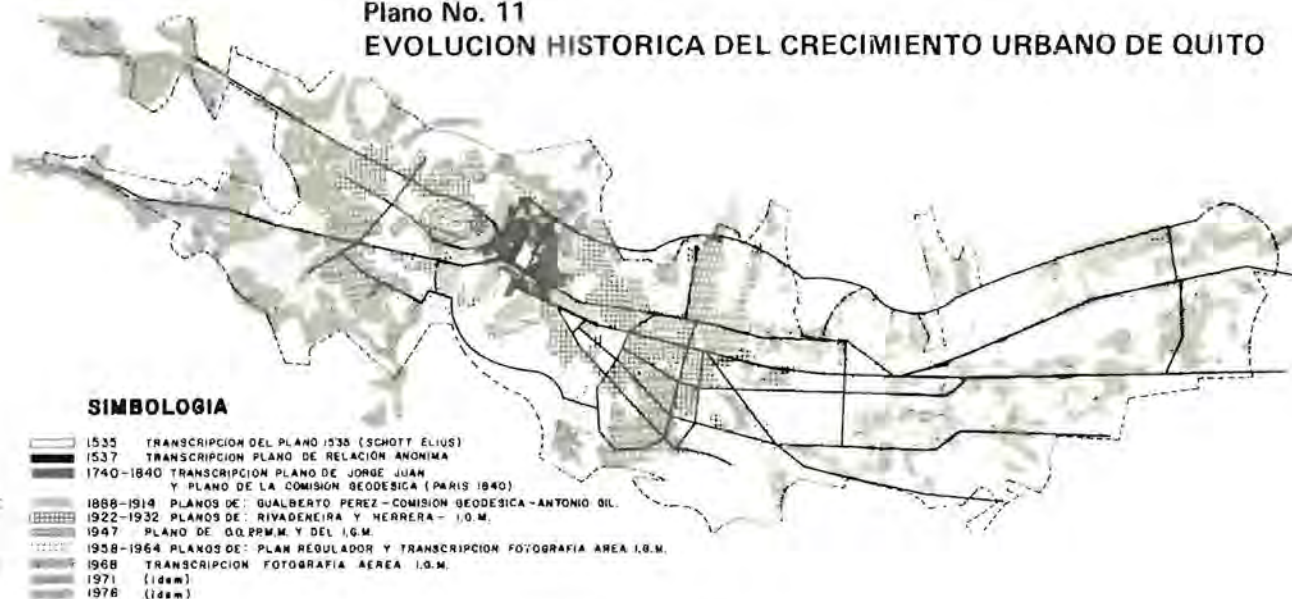 Plano No. 11
EVOLUCION HISTORICA DEL CRECIMIENTO URBANO DE QUITO
SIMBOLOGIA
1535 TRANSCRIPCION DEL PLANO 1535 (SCHOTT ELIUS)
1537 TRANSCRIPCION PLANO DE RELACION ANONIMA
1740-1840 TRANSCRIPCION PLANO DE JORGE JUAN
Y PLANO DE LA COMISION GEODESICA (PARIS 1840)
1888-1914 PLANOS DE: GUALBERTO PEREZ-COMISION GEODESICA-ANTONIO GIL.
1922-1932 PLANOS DE: RIVADENEIRA Y HERRERA- I.G.M.
1947 PLANO DE OO.PP.M.M. Y DEL I.G.M.
1958-1964 PLANOS DE: PLAN REGULADOR Y TRANSCRIPCION FOTOGRAFIA AREA I.G.M.
1968 TRANSCRIPCION FOTOGRAFIA AEREA I.G.M.
1971 (idem)
1976 (idem)